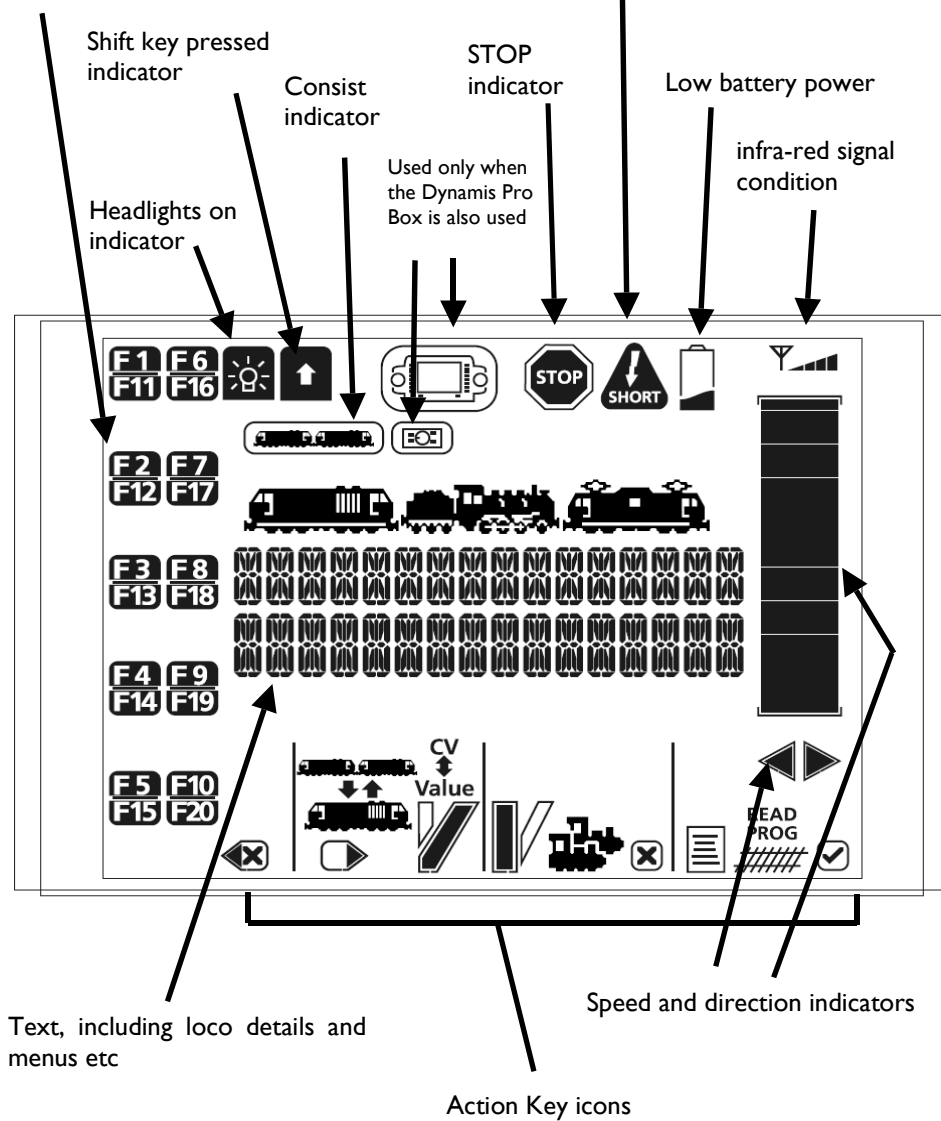 Shift key pressed
indicator
Consist
indicator
STOP
indicator
Low battery power
Used only when
the Dynamis Pro
Box is also used
infra-red signal
condition
Headlights on
indicator
F1 F6
F11 F16
STOP
SHORT
F2 F7
F12 F17
F3 F8
F13 F18
F4 F9
F14 F19
F5 F10
F15 F20
CV
Value
READ
PROG
Speed and direction indicators
Text, including loco details and
menus etc
Action Key icons